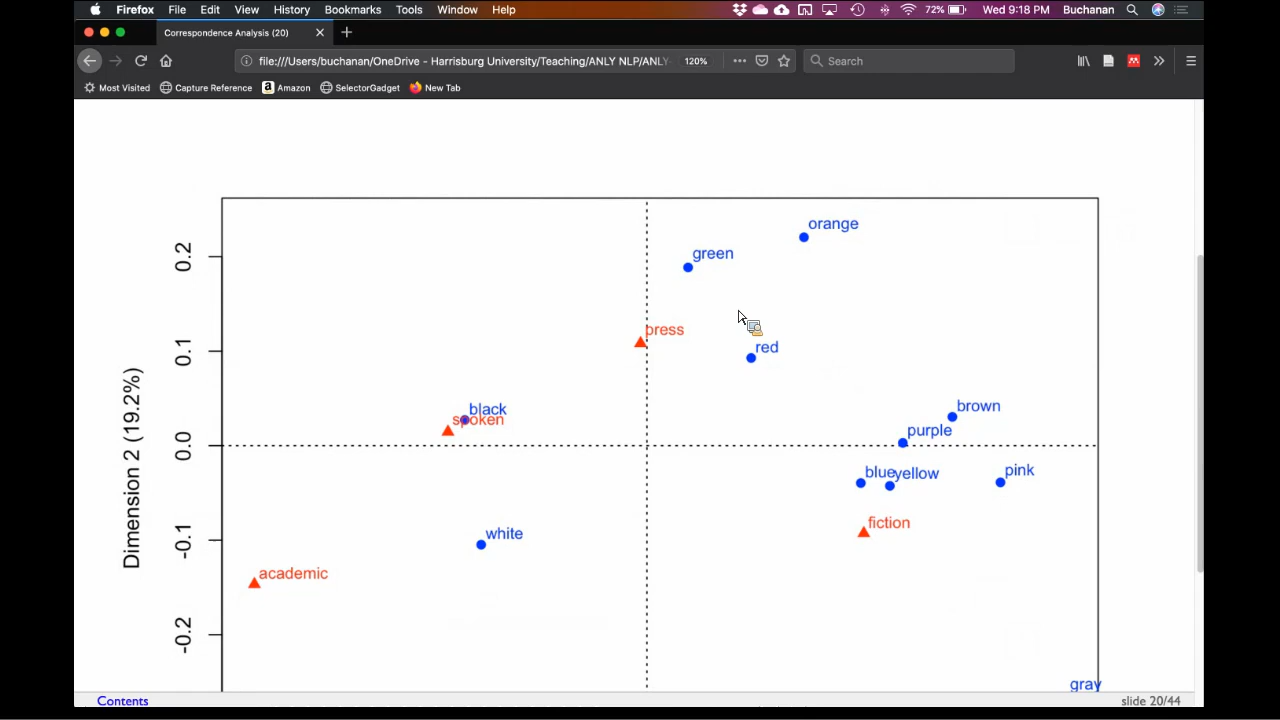 Firefox File Edit View History Bookmarks Tools Window Help 72% Wed 9:18 PM Buchanan
Correspondence Analysis (20)
file:///Users/buchanan/OneDrive - Harrisburg University/Teaching/ANLY NLP/ANLY- 120% Search
Most Visited Capture Reference Amazon SelectorGadget New Tab
orange
green
0.2
press
red
0.1
black
brown
spoken
purple
0.0
blue
yellow
pink
fiction
white
-0.1
academic
-0.2
Dimension 2 (19.2%)
gray
Contents slide 20/44